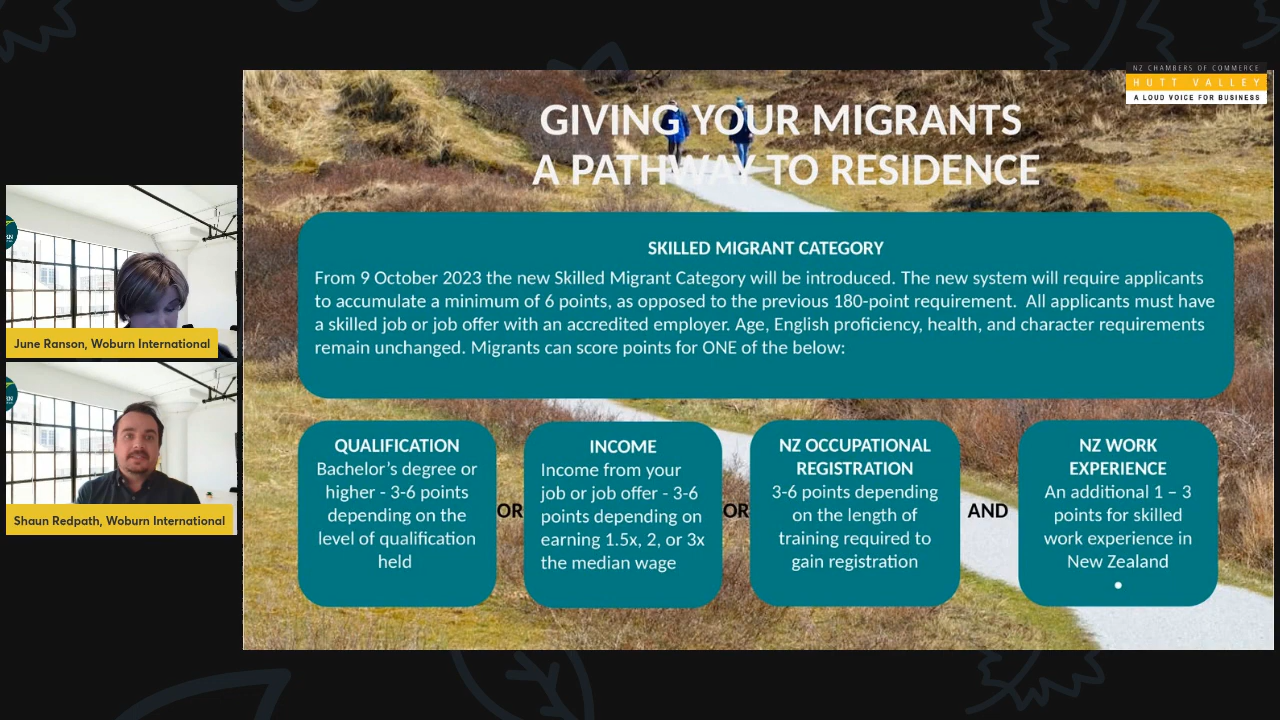 NZ CHAMBERS OF COMMERCE
HUTT VALLEY
A LOUD VOICE FOR BUSINESS
GIVING YOUR MIGRANTS
A PATHWAY TO RESIDENCE
SKILLED MIGRANT CATEGORY
From 9 October 2023 the new Skilled Migrant Category will be introduced. The new system will require applicants
to accumulate a minimum of 6 points, as opposed to the previous 180-point requirement. All applicants must have
a skilled job or job offer with an accredited employer. Age, English proficiency, health, and character requirements
remain unchanged. Migrants can score points for ONE of the below:
QUALIFICATION
Bachelor's degree or
higher - 3-6 points
depending on the
level of qualification
held
OR
INCOME
Income from your
job or job offer - 3-6
points depending on
earning 1.5x, 2, or 3x
the median wage
OR
NZ OCCUPATIONAL
REGISTRATION
3-6 points depending
on the length of
training required to
gain registration
AND
NZ WORK
EXPERIENCE
An additional 1 – 3
points for skilled
work experience in
New Zealand
•
June Ranson, Woburn International
Shaun Redpath, Woburn International